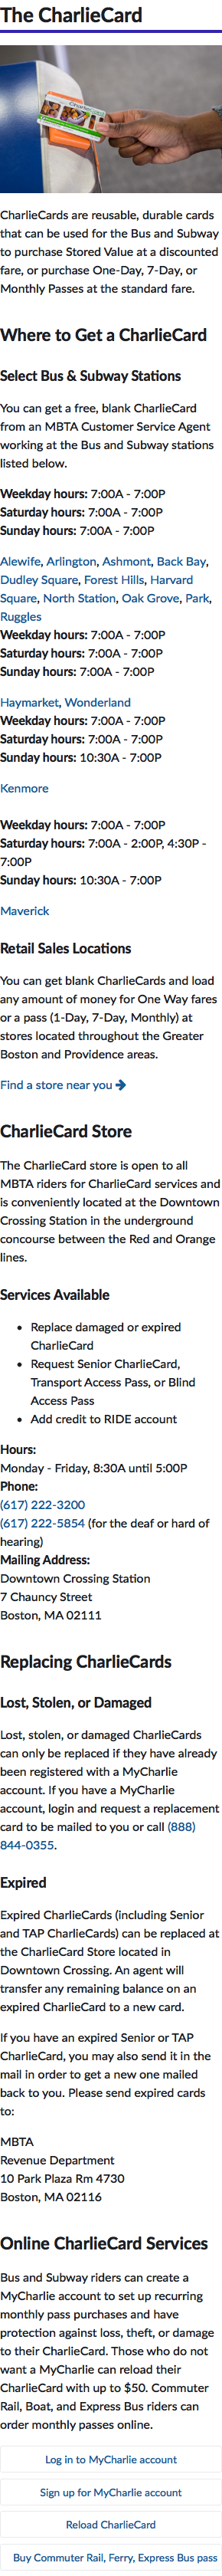 The CharlieCard
CharlieCards are reusable, durable cards
that can be used for the Bus and Subway
to purchase Stored Value at a discounted
fare, or purchase One-Day, 7-Day, or
Monthly Passes at the standard fare.
Where to Get a CharlieCard
Select Bus & Subway Stations
You can get a free, blank CharlieCard
from an MBTA Customer Service Agent
working at the Bus and Subway stations
listed below.
Weekday hours: 7:00A - 7:00P
Saturday hours: 7:00A - 7:00P
Sunday hours: 7:00A - 7:00P
Alewife, Arlington, Ashmont, Back Bay,
Dudley Square, Forest Hills, Harvard
Square, North Station, Oak Grove, Park,
Ruggles
Weekday hours: 7:00A - 7:00P
Saturday hours: 7:00A - 7:00P
Sunday hours: 7:00A - 7:00P
Haymarket, Wonderland
Weekday hours: 7:00A - 7:00P
Saturday hours: 7:00A - 7:00P
Sunday hours: 10:30A - 7:00P
Kenmore
Weekday hours: 7:00A - 7:00P
Saturday hours: 7:00A - 2:00P, 4:30P -
7:00P
Sunday hours: 10:30A - 7:00P
Maverick
Retail Sales Locations
You can get blank CharlieCards and load
any amount of money for One Way fares
or a pass (1-Day, 7-Day, Monthly) at
stores located throughout the Greater
Boston and Providence areas.
Find a store near you
CharlieCard Store
The CharlieCard store is open to all
MBTA riders for CharlieCard services and
is conveniently located at the Downtown
Crossing Station in the underground
concourse between the Red and Orange
lines.
Services Available
• Replace damaged or expired
CharlieCard
• Request Senior CharlieCard,
Transport Access Pass, or Blind
Access Pass
• Add credit to RIDE account
Hours:
Monday - Friday, 8:30A until 5:00P
Phone:
(617) 222-3200
(617) 222-5854 (for the deaf or hard of
hearing)
Mailing Address:
Downtown Crossing Station
7 Chauncy Street
Boston, MA 02111
Replacing CharlieCards
Lost, Stolen, or Damaged
Lost, stolen, or damaged CharlieCards
can only be replaced if they have already
been registered with a MyCharlie
account. If you have a MyCharlie
account, login and request a replacement
card to be mailed to you or call (888)
844-0355.
Expired
Expired CharlieCards (including Senior
and TAP CharlieCards) can be replaced at
the CharlieCard Store located in
Downtown Crossing. An agent will
transfer any remaining balance on an
expired CharlieCard to a new card.
If you have an expired Senior or TAP
CharlieCard, you may also send it in the
mail in order to get a new one mailed
back to you. Please send expired cards
to:
MBTA
Revenue Department
10 Park Plaza Rm 4730
Boston, MA 02116
Online CharlieCard Services
Bus and Subway riders can create a
MyCharlie account to set up recurring
monthly pass purchases and have
protection against loss, theft, or damage
to their CharlieCard. Those who do not
want a MyCharlie can reload their
CharlieCard with up to $50. Commuter
Rail, Boat, and Express Bus riders can
order monthly passes online.
Log in to MyCharlie account
Sign up for MyCharlie account
Reload CharlieCard
Buy Commuter Rail, Ferry, Express Bus pass